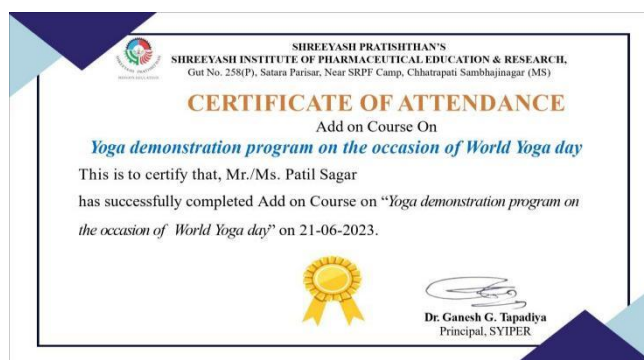 SHREEYASH PRATISHTHAN'S
SHREEYASH INSTITUTE OF PHARMACEUTICAL EDUCATION & RESEARCH,
Gut No. 258(P), Satara Parisar, Near SRPF Camp, Chhatrapati Sambhajinagar (MS)
CERTIFICATE OF ATTENDANCE
Add on Course On
Yoga demonstration program on the occasion of World Yoga day
This is to certify that, Mr./Ms. Patil Sagar
has successfully completed Add on Course on “Yoga demonstration program on
the occasion of World Yoga day” on 21-06-2023.
Dr. Ganesh G. Tapadiya
Principal, SYIPER